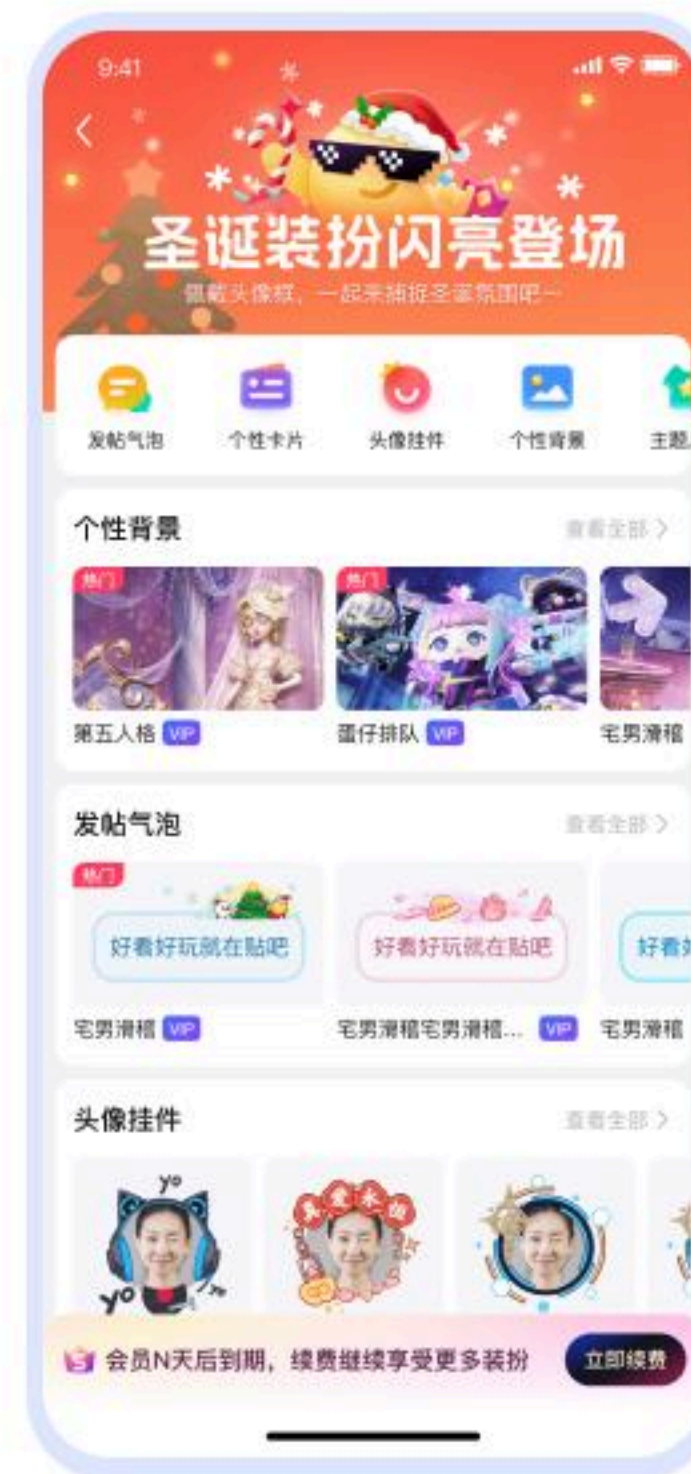 9:41
圣诞装扮闪亮登场
佩戴头像框，一起来捕捉圣诞氛围吧～
发帖气泡 个性卡片 头像挂件 个性背景 主题
个性背景 查看全部
热门 热门
第五人格 VIP 蛋仔排队 VIP 宅男滑稽
发帖气泡 查看全部
热门
好看好玩就在贴吧 好看好玩就在贴吧 好看
宅男滑稽 VIP 宅男滑稽宅男滑稽... VIP 宅男滑稽
头像挂件 查看全部
yo 真爱永恒
yo yo
会员N天后到期，续费继续享受更多装扮 立即续费